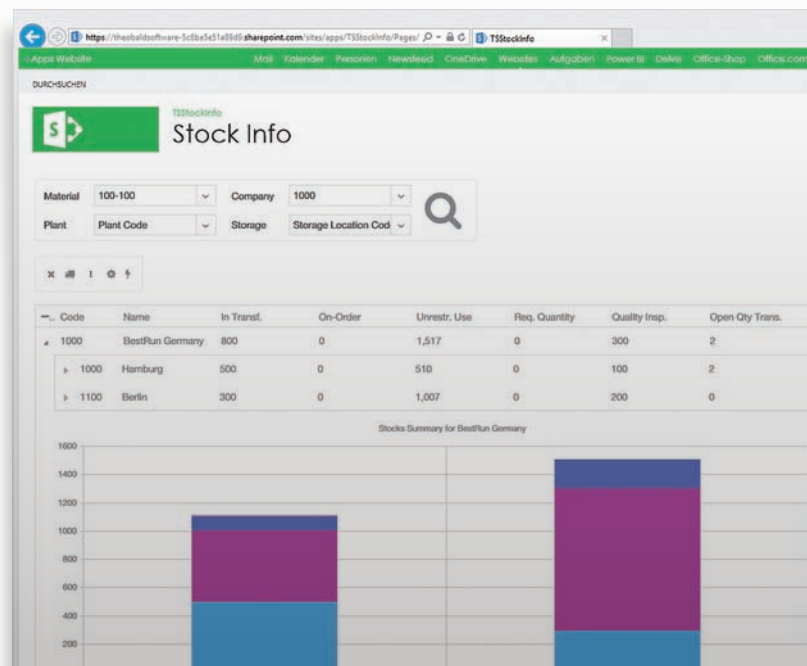 https://theobaldsoftware-5c8ba5e51a89d9.sharepoint.com/sites/apps/TSStockInfo/Pages/ TSStockInfo
Apps Website Mail Kalender Personen Newsfeed OneDrive Websites Aufgaben Power BI Delve Office-Shop Office.com
DURCHSUCHEN
TSStockInfo
S
Stock Info
Material 100-100 Company 1000
Plant Plant Code Storage Storage Location Cod
Code Name In Transf. On-Order Unrestr. Use Req. Quantity Quality Insp. Open Qty Trans.
1000 BestRun Germany 800 0 1,517 0 300 2
1000 Hamburg 500 0 510 0 100 2
1100 Berlin 300 0 1,007 0 200 0
Stocks Summary for BestRun Germany
1600
1400
1200
1000
800
600
400
200